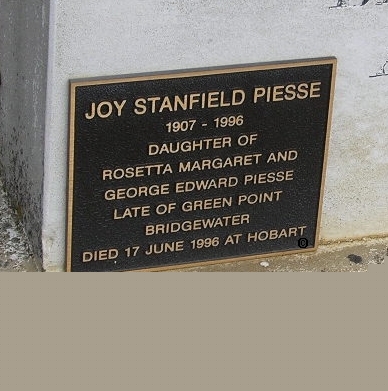 JOY STANFIELD PIESSE
1907 - 1996
DAUGHTER OF
ROSETTA MARGARET AND
GEORGE EDWARD PIESSE
LATE OF GREEN POINT
BRIDGEWATER
DIED 17 JUNE 1996 AT HOBART